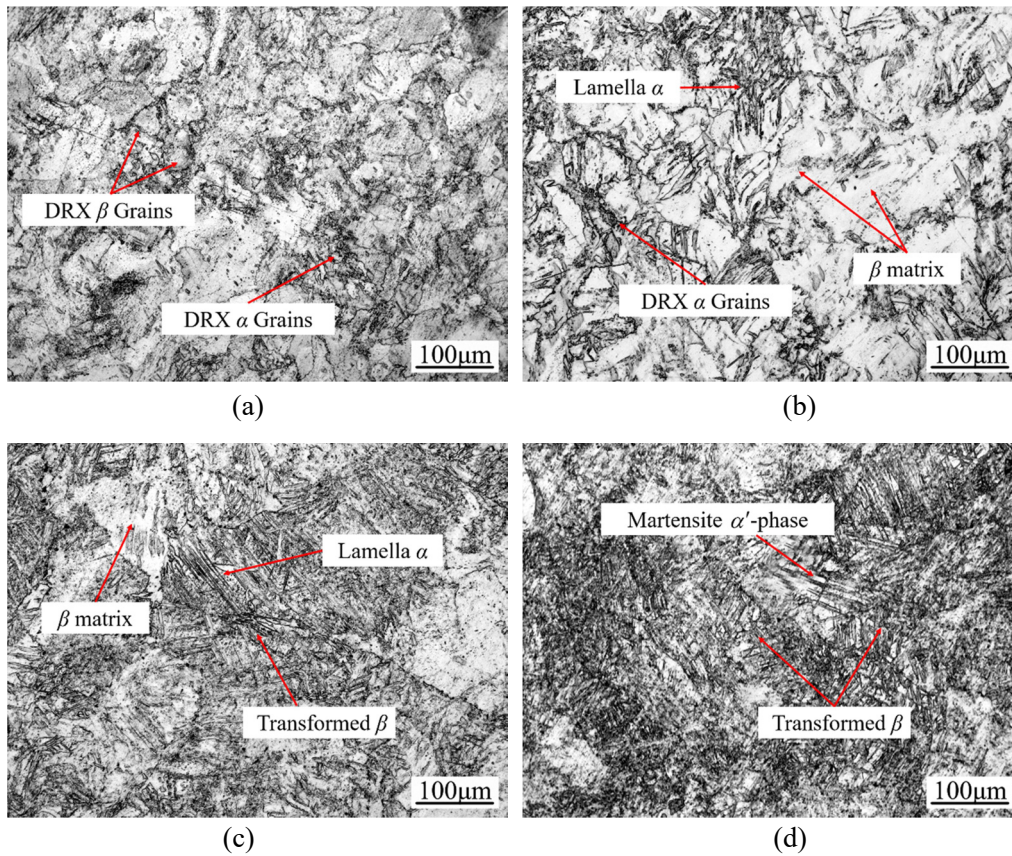 DRX β Grains
DRX α Grains
100μm
(a)
Lamella α
β matrix
DRX α Grains
100μm
(b)
Lamella α
β matrix
Transformed β
100μm
(c)
Martensite α′-phase
Transformed β
100μm
(d)